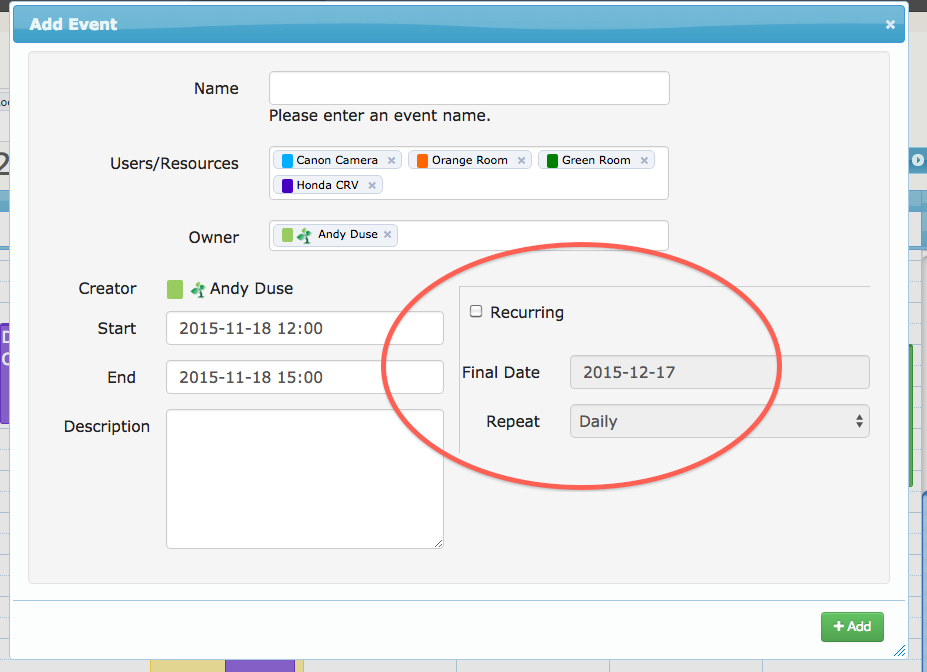 Add Event ×
Name
Please enter an event name.
Users/Resources Canon Camera × Orange Room × Green Room ×
Honda CRV ×
Owner Andy Duse ×
Creator Andy Duse
Start 2015-11-18 12:00
Recurring
End 2015-11-18 15:00
Final Date 2015-12-17
Description
Repeat Daily
+ Add